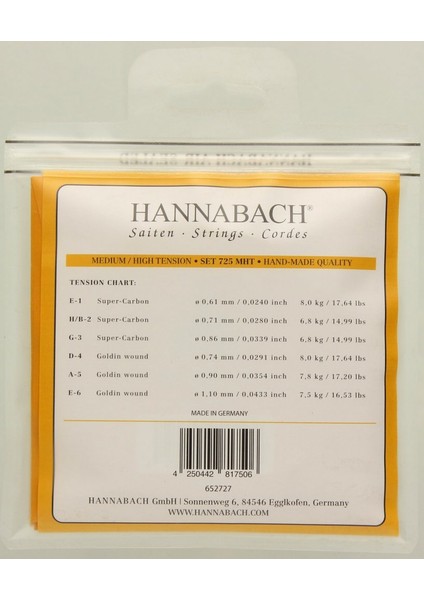 HANNABACH®
Saiten · Strings · Cordes
MEDIUM / HIGH TENSION • SET 725 MHT • HAND-MADE QUALITY
TENSION CHART:
E-1 Super-Carbon ø 0,61 mm / 0,0240 inch 8,0 kg / 17,64 lbs
H/B-2 Super-Carbon ø 0,71 mm / 0,0280 inch 6,8 kg / 14,99 lbs
G-3 Super-Carbon ø 0,86 mm / 0,0339 inch 6,8 kg / 14,99 lbs
D-4 Goldin wound ø 0,74 mm / 0,0291 inch 8,0 kg / 17,64 lbs
A-5 Goldin wound ø 0,90 mm / 0,0354 inch 7,8 kg / 17,20 lbs
E-6 Goldin wound ø 1,10 mm / 0,0433 inch 7,5 kg / 16,53 lbs
MADE IN GERMANY
4 250442 817506
652727
HANNABACH GmbH | Sonnenweg 6, 84546 Egglkofen, Germany
WWW.HANNABACH.COM